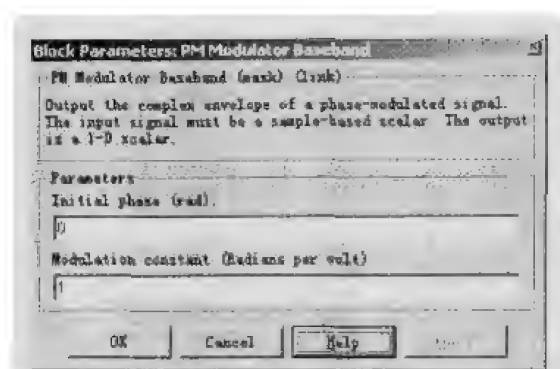 Block Parameters: PM Modulator Baseband
PM Modulator Baseband (mask) (link)
Output the complex envelope of a phase-modulated signal.
The input signal must be a sample-based scalar. The output
is a 1-D scalar.
Parameters
Initial phase (rad).
0
Modulation constant (Radians per volt)
1
OK Cancel Help